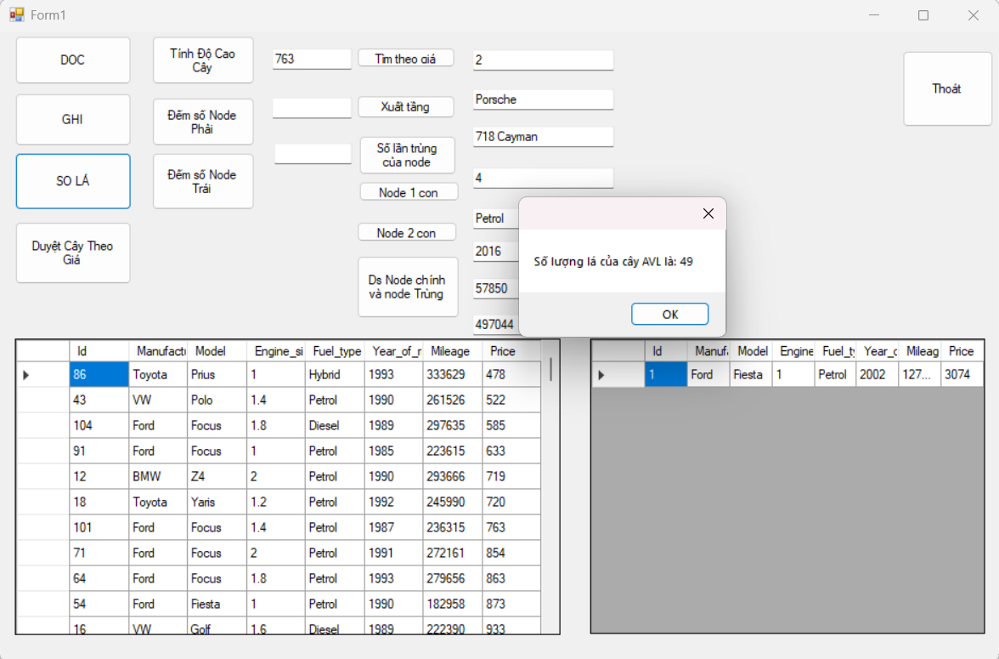 Form1
DOC
GHI
SO LÁ
Duyệt Cây Theo
Giá
Tính Độ Cao
Cây
Đếm số Node
Phải
Đếm số Node
Trái
763
Tìm theo giá
Xuất tầng
Số lần trùng
của node
Node 1 con
Node 2 con
Ds Node chính
và node Trùng
2
Porsche
718 Cayman
4
Petrol
2016
57850
497044
Thoát
Số lượng lá của cây AVL là: 49
OK
Id Manufactu Model Engine_si Fuel_type Year_of_m Mileage Price
86 Toyota Prius 1 Hybrid 1993 333629 478
43 VW Polo 1.4 Petrol 1990 261526 522
104 Ford Focus 1.8 Diesel 1989 297635 585
91 Ford Focus 1 Petrol 1985 223615 633
12 BMW Z4 2 Petrol 1990 293666 719
18 Toyota Yaris 1.2 Petrol 1992 245990 720
101 Ford Focus 1.4 Petrol 1987 236315 763
71 Ford Focus 2 Petrol 1991 272161 854
64 Ford Focus 1.8 Petrol 1993 279656 863
54 Ford Fiesta 1 Petrol 1990 182958 873
16 VW Golf 1.6 Diesel 1989 222390 933
Id Manufa Model Engine Fuel_ty Year_o Mileag Price
1 Ford Fiesta 1 Petrol 2002 127... 3074